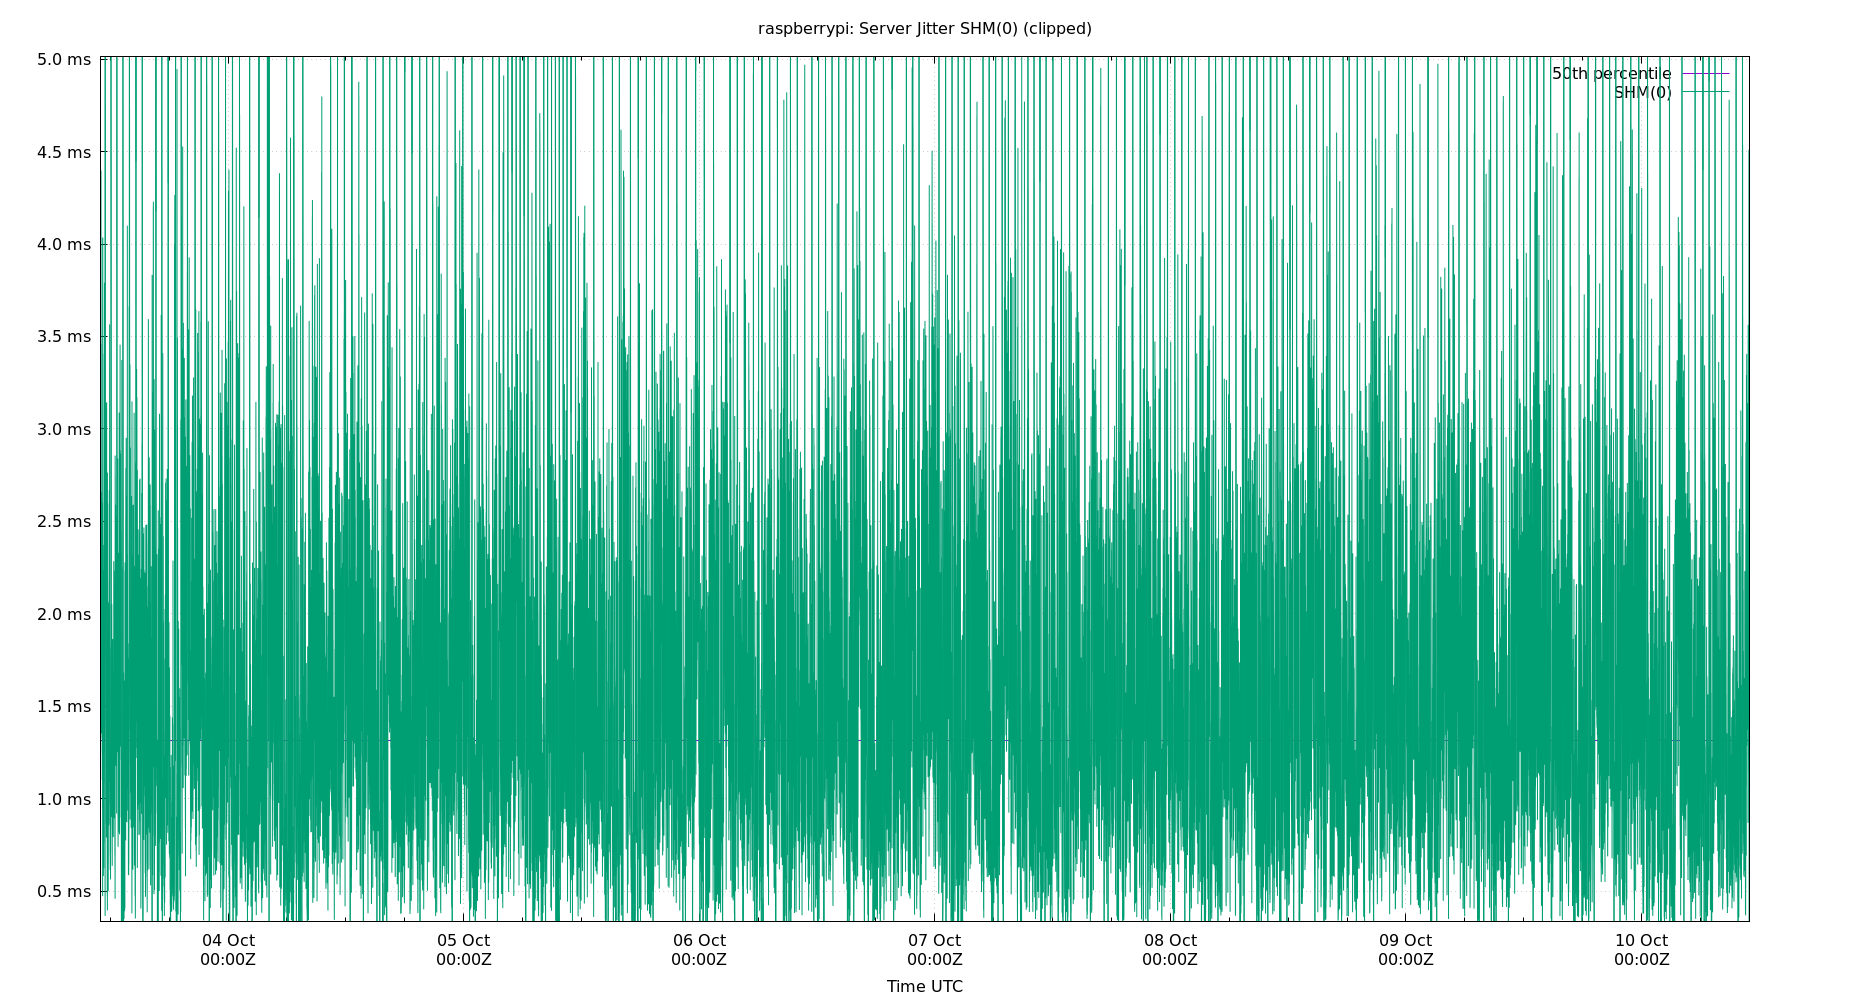 raspberrypi: Server Jitter SHM(0) (clipped)
5.0 ms
50th percentile
SHM(0)
4.5 ms
4.0 ms
3.5 ms
3.0 ms
2.5 ms
2.0 ms
1.5 ms
1.0 ms
0.5 ms
04 Oct 05 Oct 06 Oct 07 Oct 08 Oct 09 Oct 10 Oct
00:00Z 00:00Z 00:00Z 00:00Z 00:00Z 00:00Z 00:00Z
Time UTC